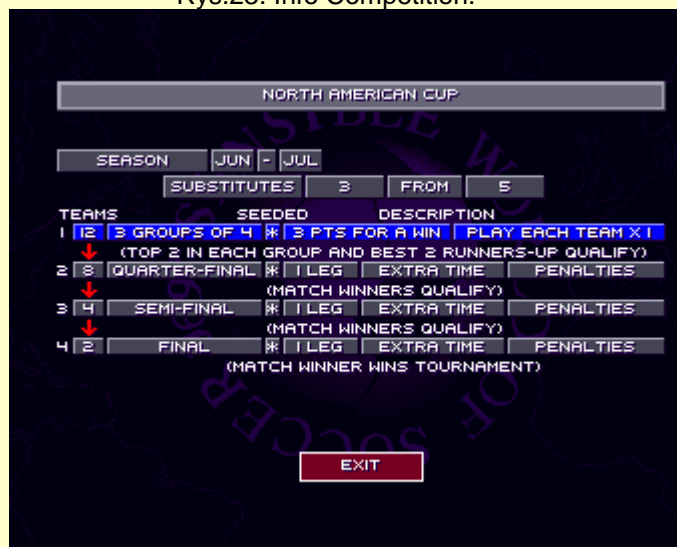 Rys.25. Info Competition.
NORTH AMERICAN CUP
SEASON JUN - JUL
SUBSTITUTES 3 FROM 5
TEAMS SEEDED DESCRIPTION
1 12 3 GROUPS OF 4 * 3 PTS FOR A WIN PLAY EACH TEAM X 1
(TOP 2 IN EACH GROUP AND BEST 2 RUNNERS-UP QUALIFY)
2 8 QUARTER-FINAL * 1 LEG EXTRA TIME PENALTIES
(MATCH WINNERS QUALIFY)
3 4 SEMI-FINAL * 1 LEG EXTRA TIME PENALTIES
(MATCH WINNERS QUALIFY)
4 2 FINAL * 1 LEG EXTRA TIME PENALTIES
(MATCH WINNER WINS TOURNAMENT)
EXIT